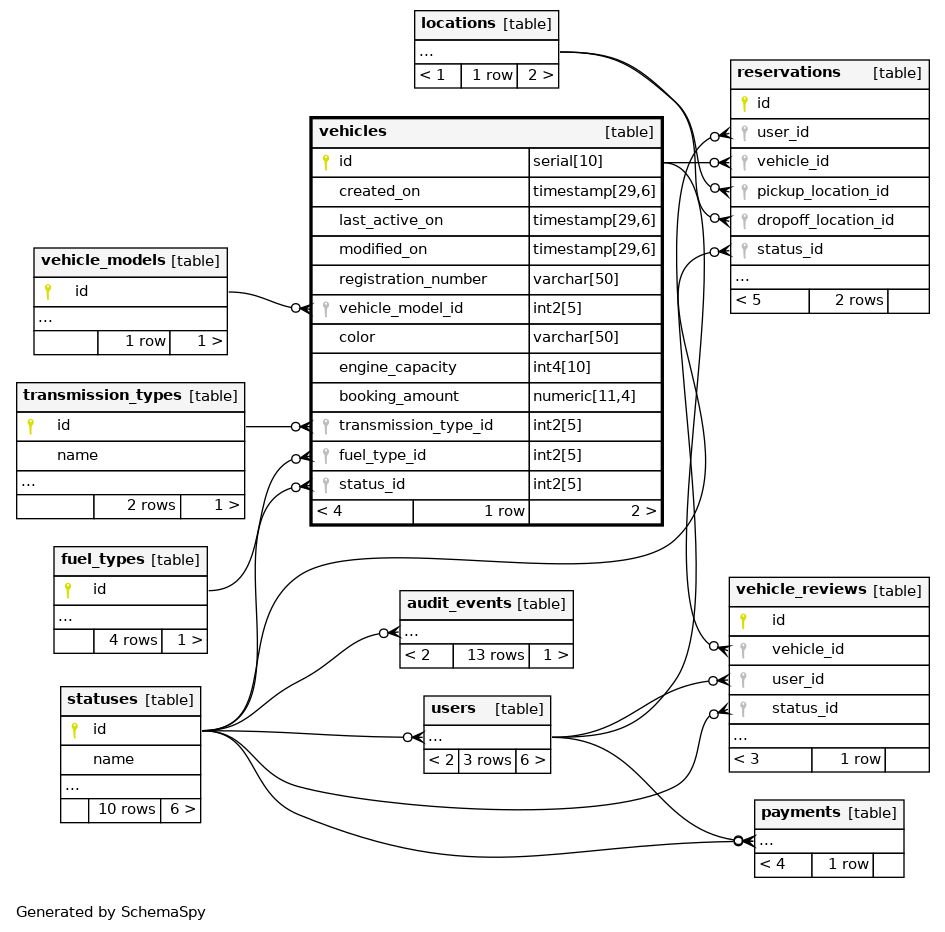 locations [table]
...
< 1 1 row 2 >
reservations [table]
id
user_id
vehicle_id
pickup_location_id
dropoff_location_id
status_id
...
< 5 2 rows
vehicles [table]
id serial[10]
created_on timestamp[29,6]
last_active_on timestamp[29,6]
modified_on timestamp[29,6]
registration_number varchar[50]
vehicle_model_id int2[5]
color varchar[50]
engine_capacity int4[10]
booking_amount numeric[11,4]
transmission_type_id int2[5]
fuel_type_id int2[5]
status_id int2[5]
< 4 1 row 2 >
vehicle_models [table]
id
...
1 row 1 >
transmission_types [table]
id
name
...
2 rows 1 >
fuel_types [table]
id
...
4 rows 1 >
audit_events [table]
...
< 2 13 rows 1 >
vehicle_reviews [table]
id
vehicle_id
user_id
status_id
...
< 3 1 row
statuses [table]
id
name
...
10 rows 6 >
users [table]
...
< 2 3 rows 6 >
payments [table]
...
< 4 1 row
Generated by SchemaSpy